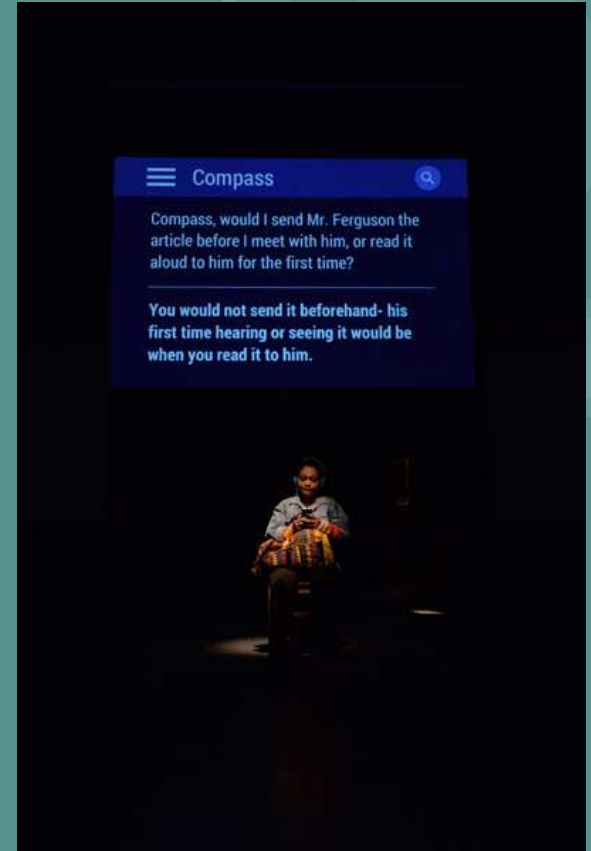 Compass
Compass, would I send Mr. Ferguson the
article before I meet with him, or read it
aloud to him for the first time?
You would not send it beforehand- his
first time hearing or seeing it would be
when you read it to him.